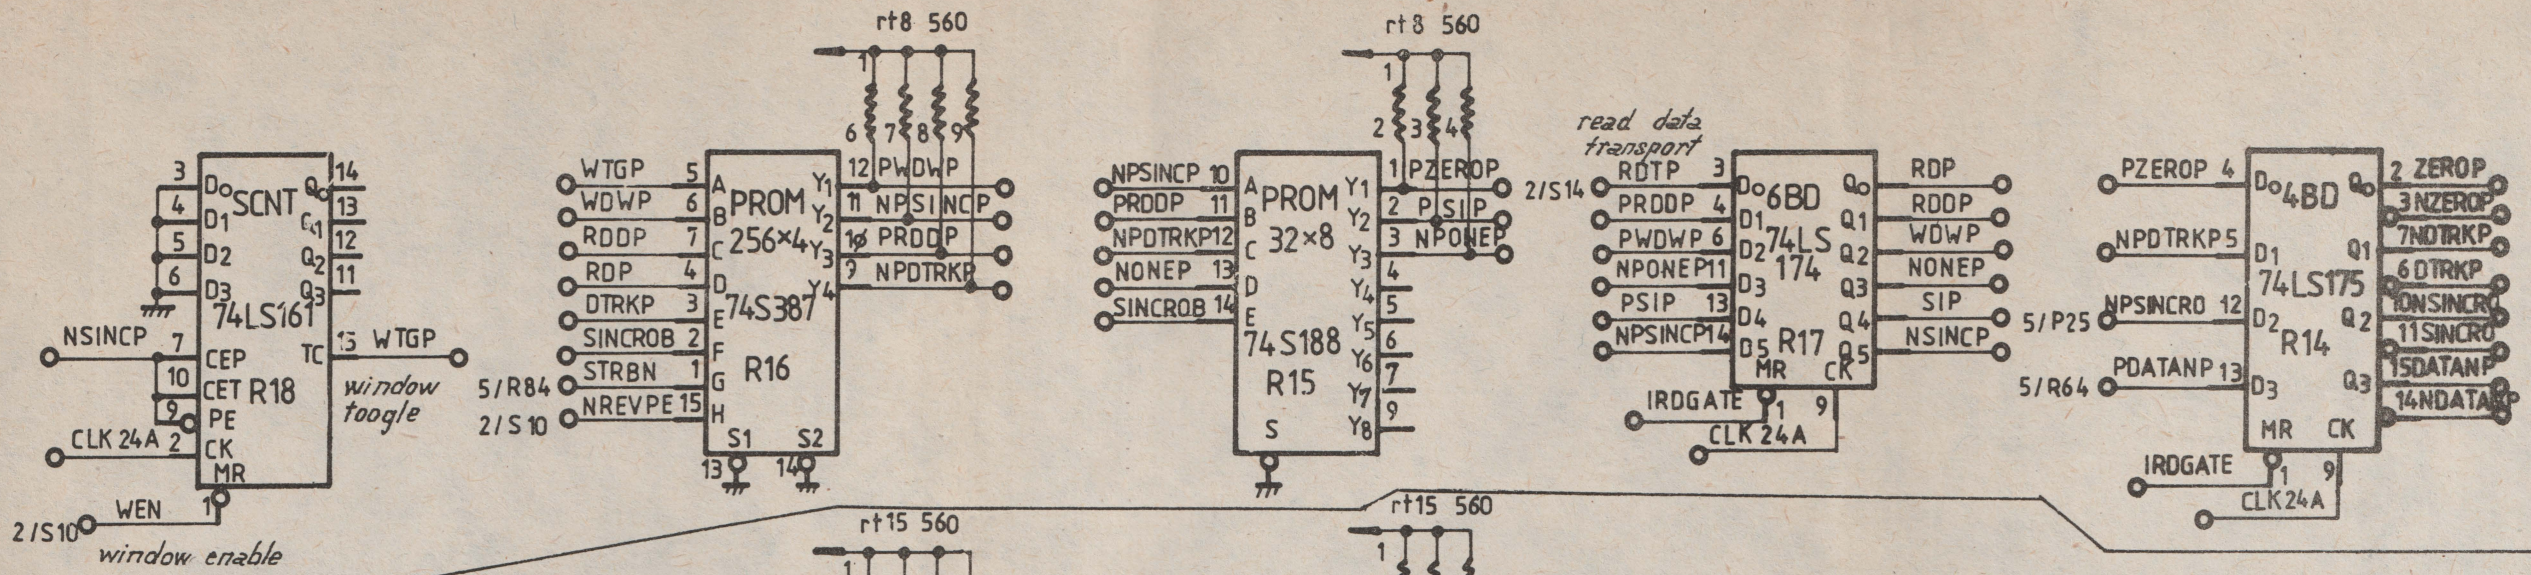 rt8 560
1
6 7 8 9
3 D0 SCNT Q0 14
4 D1 Q1 13
5 D2 Q2 12
6 D3 Q3 11
74LS161
NSINCP 7 CEP TC 15 WTGP
10 CET R18
9 PE
CLK 24A 2 CK
MR
1
WEN
2/S10
window enable
window
toogle
WTGP 5 A PROM Y1 12 PWDWP
WDWP 6 B 256×4 Y2 11 NPSINCP
RDDP 7 C Y3 10 PRDDP
RDP 4 D Y4 9 NPDTRKP
DTRKP 3 E 74S387
SINCROB 2 F
5/R84 STRBN 1 G R16
2/S10 NREVPE 15 H
S1 S2
13 14
rt8 560
1
2 3 4
NPSINCP 10 A PROM Y1 1 PZEROP
PRDDP 11 B 32×8 Y2 2 PSIP
NPDTRKP 12 C Y3 3 NPONEP
NONEP 13 D Y4 4
SINCROB 14 E Y5 5
74S188 Y6 6
R15 Y7 7
S Y8 9
read data
transport
2/S14 RDTP 3 D0 6BD Q0 RDP
PRDDP 4 D1 Q1 RDDP
PWDWP 6 D2 74LS Q2 WDWP
NPONEP 11 D3 174 Q3 NONEP
PSIP 13 D4 Q4 SIP
NPSINCP 14 D5 R17 Q5 NSINCP
MR CK
IRDGATE 1 9
CLK 24A
PZEROP 4 D0 4BD Q0 2 ZEROP
3 NZEROP
NPDTRKP 5 D1 Q1 7 NDTRKP
6 DTRKP
74LS175
5/P25 NPSINCRO 12 D2 Q2 10 NSINCRO
R14 11 SINCRO
5/R64 PDATANP 13 D3 Q3 15 DATANP
14
MR CK
IRDGATE 1 9
CLK24A
rt15 560
1
rt15 560
1